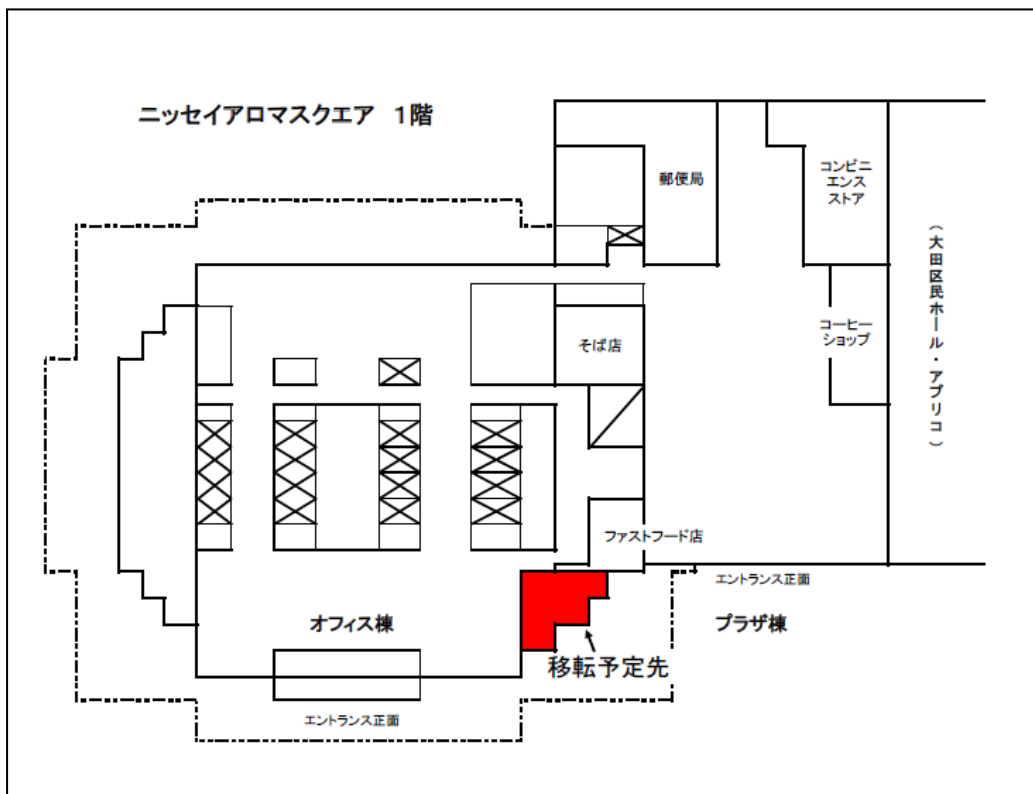 ニッセイアロマスクエア 1階
郵便局
コンビニ
エンス
ストア
(大田区民ホール・アプリコ)
そば店
コーヒー
ショップ
ファストフード店
エントランス正面
オフィス棟
プラザ棟
移転予定先
エントランス正面